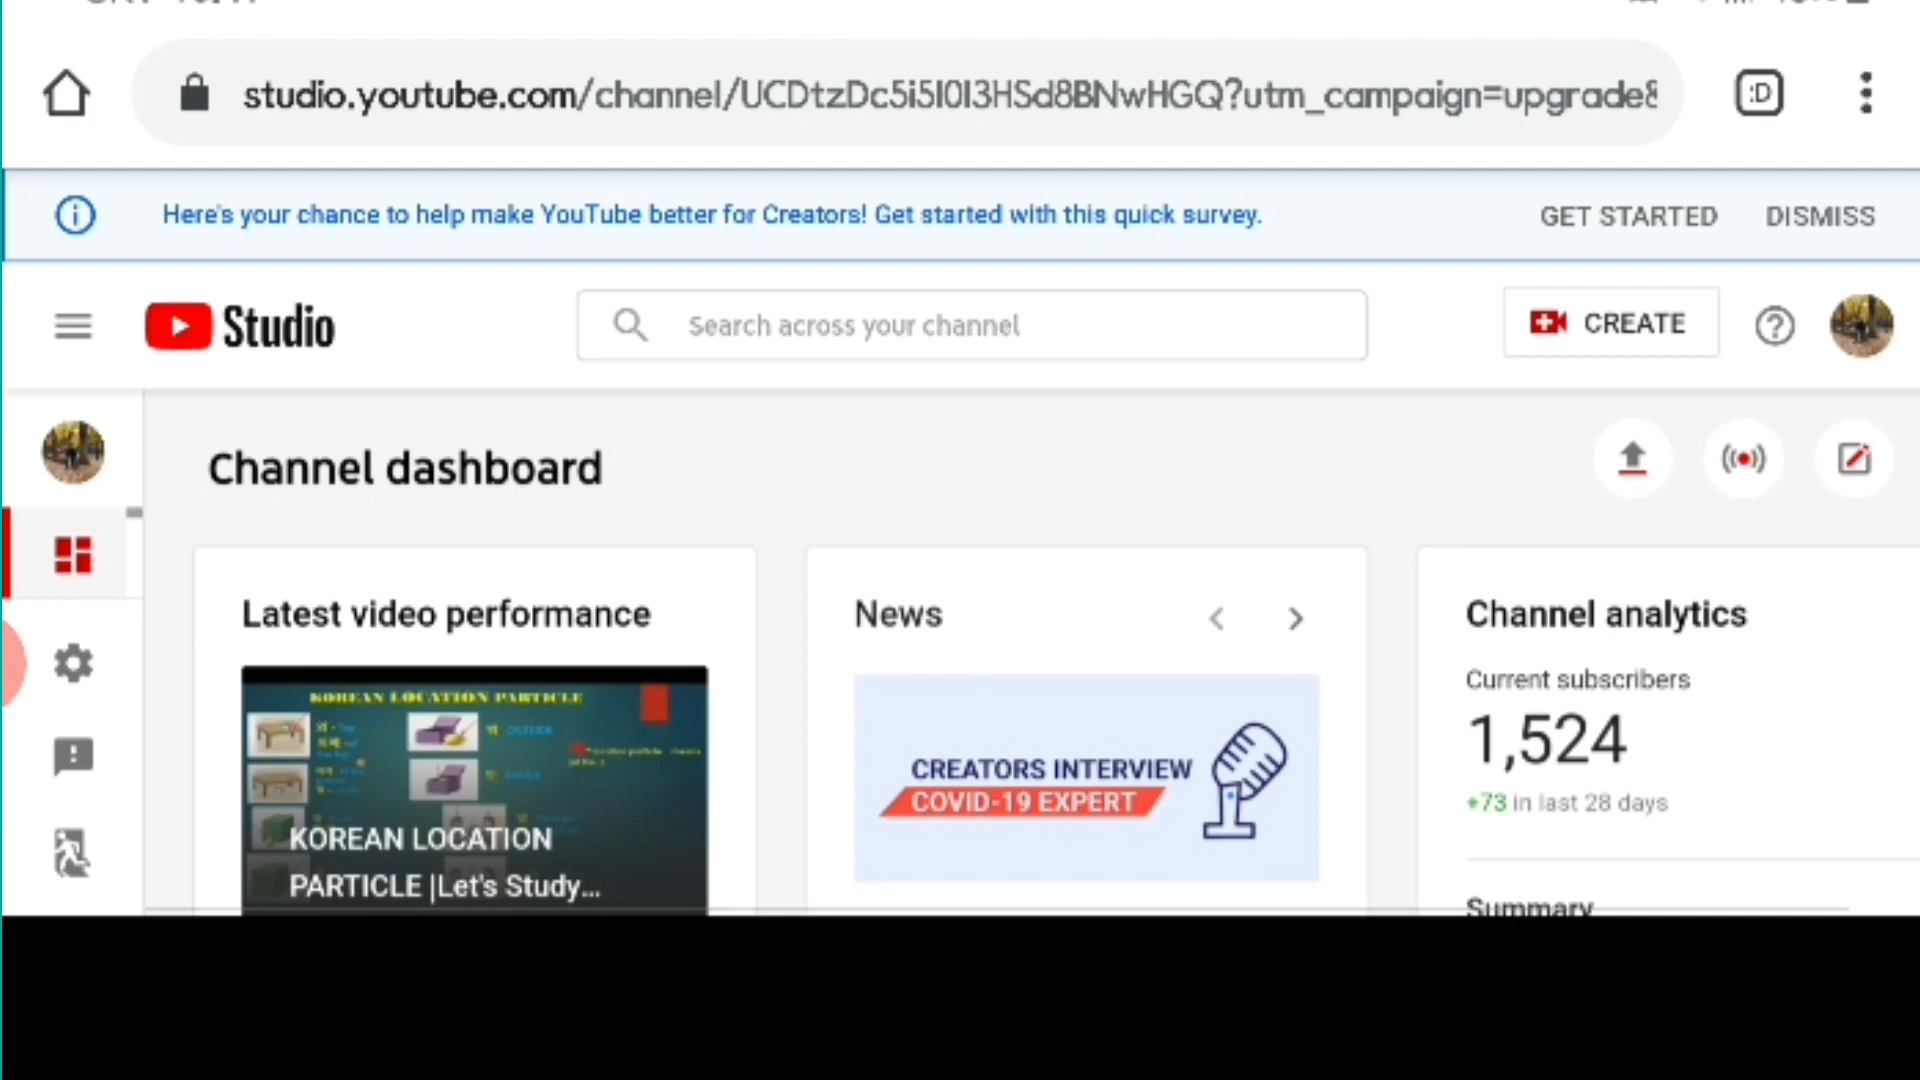 studio.youtube.com/channel/UCDtzDc5i5I0I3HSd8BNwHGQ?utm_campaign=upgrade
:D
Here's your chance to help make YouTube better for Creators! Get started with this quick survey.
GET STARTED
DISMISS
Studio
Search across your channel
CREATE
Channel dashboard
Latest video performance
KOREAN LOCATION PARTICLE
KOREAN LOCATION
PARTICLE |Let's Study...
News
CREATORS INTERVIEW
COVID-19 EXPERT
Channel analytics
Current subscribers
1,524
+73 in last 28 days
Summary